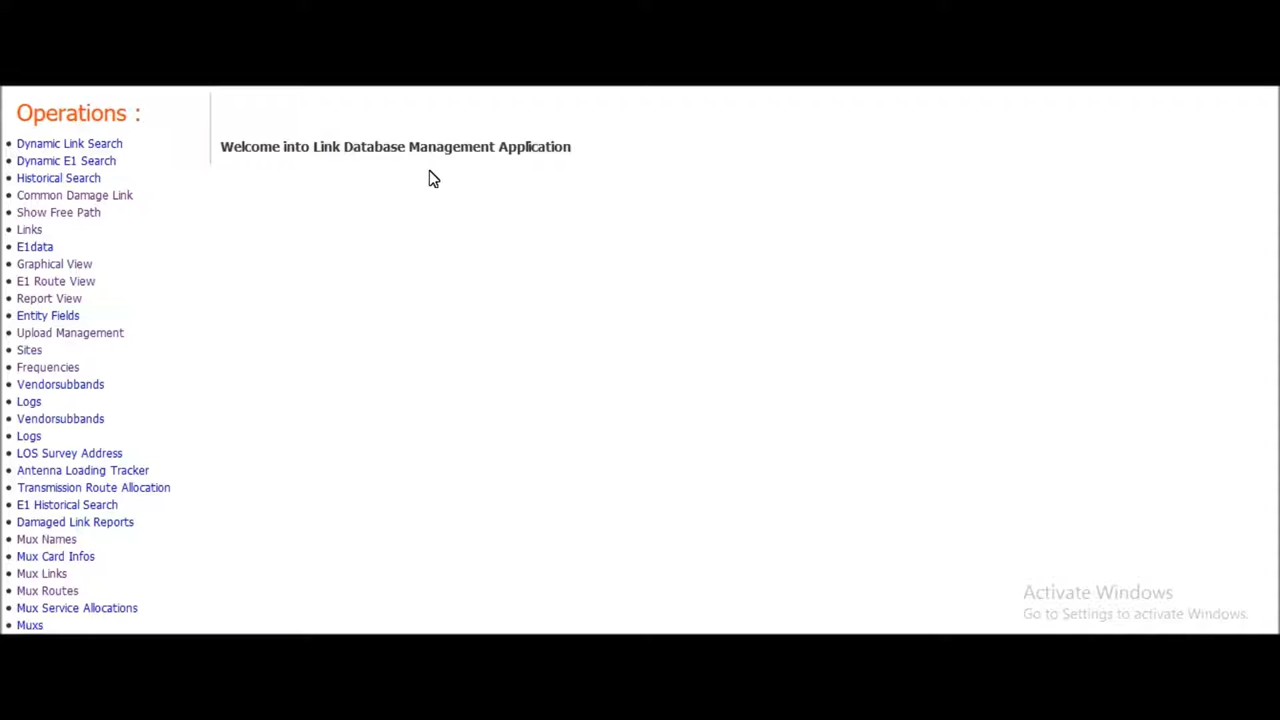 Operations :
Welcome into Link Database Management Application
Dynamic Link Search
Dynamic E1 Search
Historical Search
Common Damage Link
Show Free Path
Links
E1data
Graphical View
E1 Route View
Report View
Entity Fields
Upload Management
Sites
Frequencies
Vendorsubbands
Logs
Vendorsubbands
Logs
LOS Survey Address
Antenna Loading Tracker
Transmission Route Allocation
E1 Historical Search
Damaged Link Reports
Mux Names
Mux Card Infos
Mux Links
Mux Routes
Mux Service Allocations
Muxs
Activate Windows
Go to Settings to activate Windows.